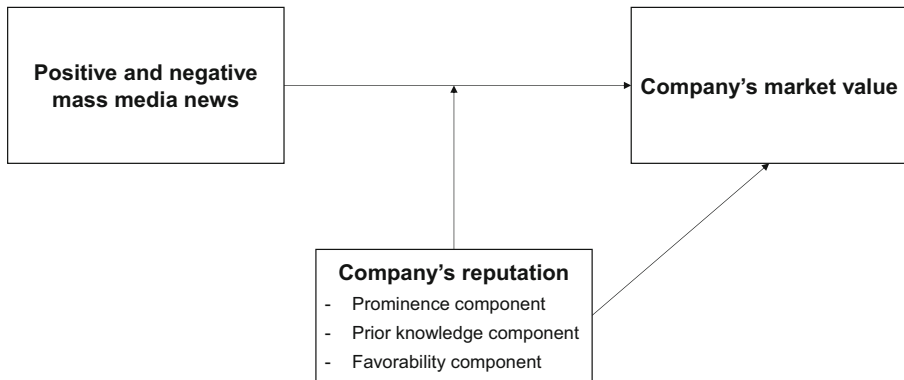 Positive and negative
mass media news
Company’s market value
Company’s reputation
- Prominence component
- Prior knowledge component
- Favorability component